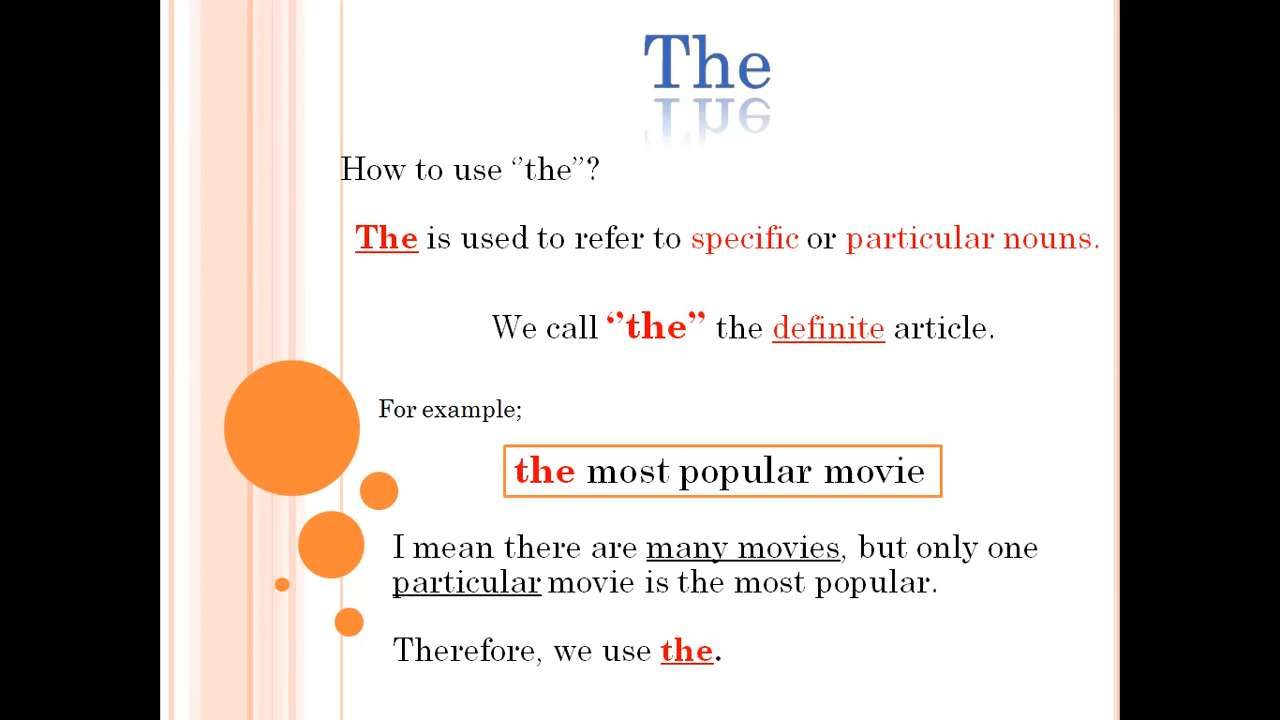 The
How to use ‘’the’’?
The is used to refer to specific or particular nouns.
We call ‘’the’’ the definite article.
For example;
the most popular movie
I mean there are many movies, but only one
particular movie is the most popular.
Therefore, we use the.